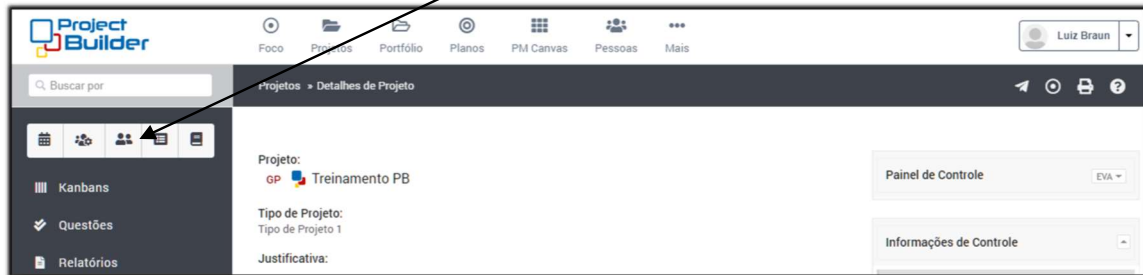 Project
Builder
Foco Projetos Portfólio Planos PM Canvas Pessoas Mais
Luiz Braun
Buscar por
Projetos » Detalhes de Projeto
Kanbans
Questões
Relatórios
Projeto:
GP Treinamento PB
Tipo de Projeto:
Tipo de Projeto 1
Justificativa:
Painel de Controle EVA
Informações de Controle